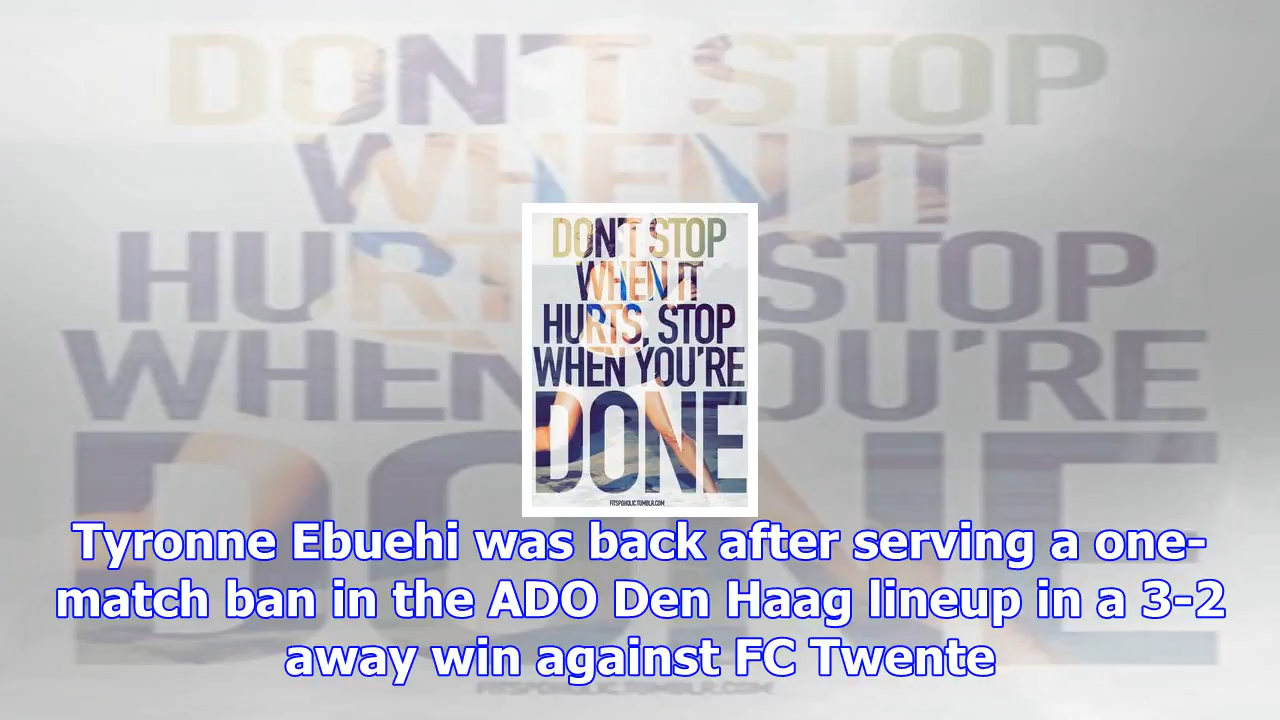 DON'T STOP
WHEN IT
HURTS, STOP
WHEN YOU'RE
DONE
FITSPOHOLIC.TUMBLR.COM
Tyronne Ebuehi was back after serving a one-
match ban in the ADO Den Haag lineup in a 3-2
away win against FC Twente